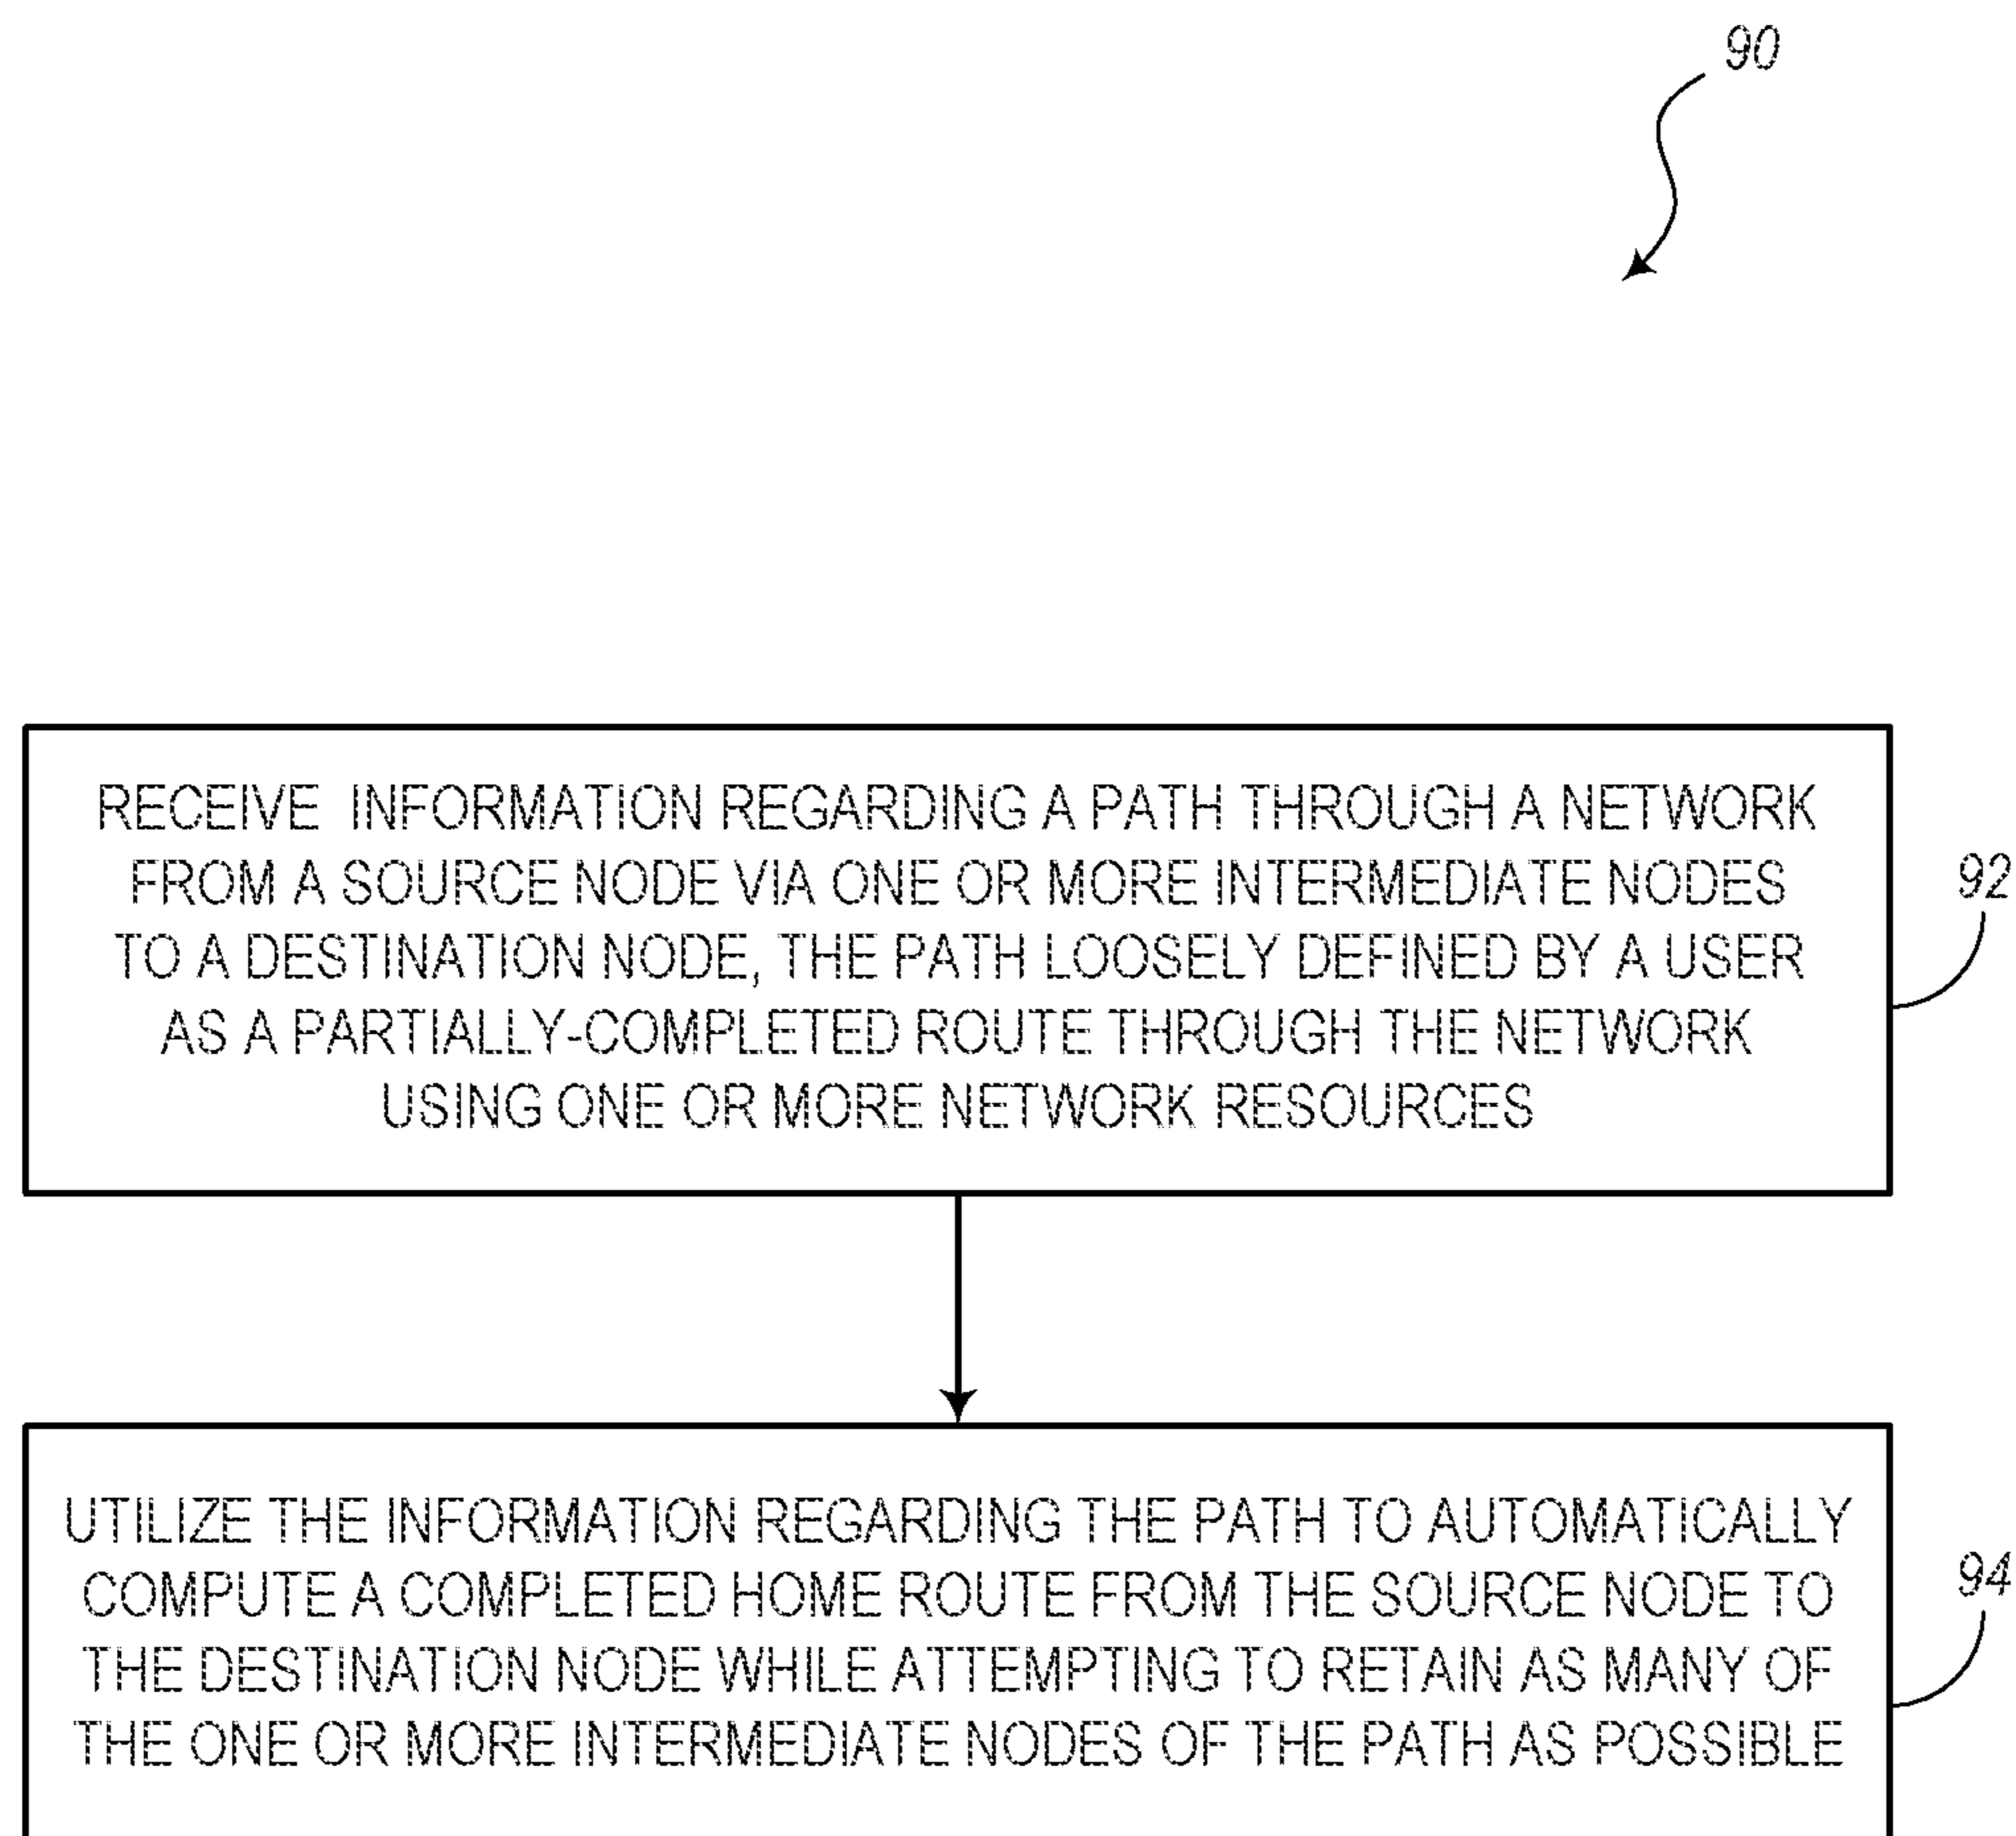 90
RECEIVE INFORMATION REGARDING A PATH THROUGH A NETWORK
FROM A SOURCE NODE VIA ONE OR MORE INTERMEDIATE NODES
TO A DESTINATION NODE, THE PATH LOOSELY DEFINED BY A USER
AS A PARTIALLY-COMPLETED ROUTE THROUGH THE NETWORK
USING ONE OR MORE NETWORK RESOURCES
92
UTILIZE THE INFORMATION REGARDING THE PATH TO AUTOMATICALLY
COMPUTE A COMPLETED HOME ROUTE FROM THE SOURCE NODE TO
THE DESTINATION NODE WHILE ATTEMPTING TO RETAIN AS MANY OF
THE ONE OR MORE INTERMEDIATE NODES OF THE PATH AS POSSIBLE
94